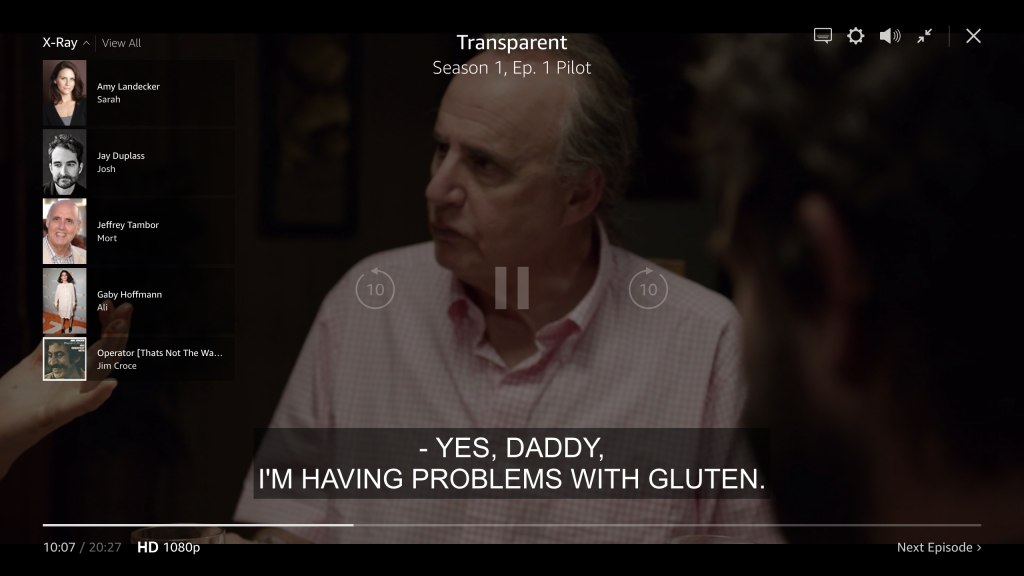 X-Ray
View All
Transparent
Season 1, Ep. 1 Pilot
Amy Landecker
Sarah
Jay Duplass
Josh
Jeffrey Tambor
Mort
Gaby Hoffmann
Ali
Operator [Thats Not The Wa...
Jim Croce
10
10
- YES, DADDY,
I'M HAVING PROBLEMS WITH GLUTEN.
10:07 / 20:27 HD 1080p
Next Episode ›